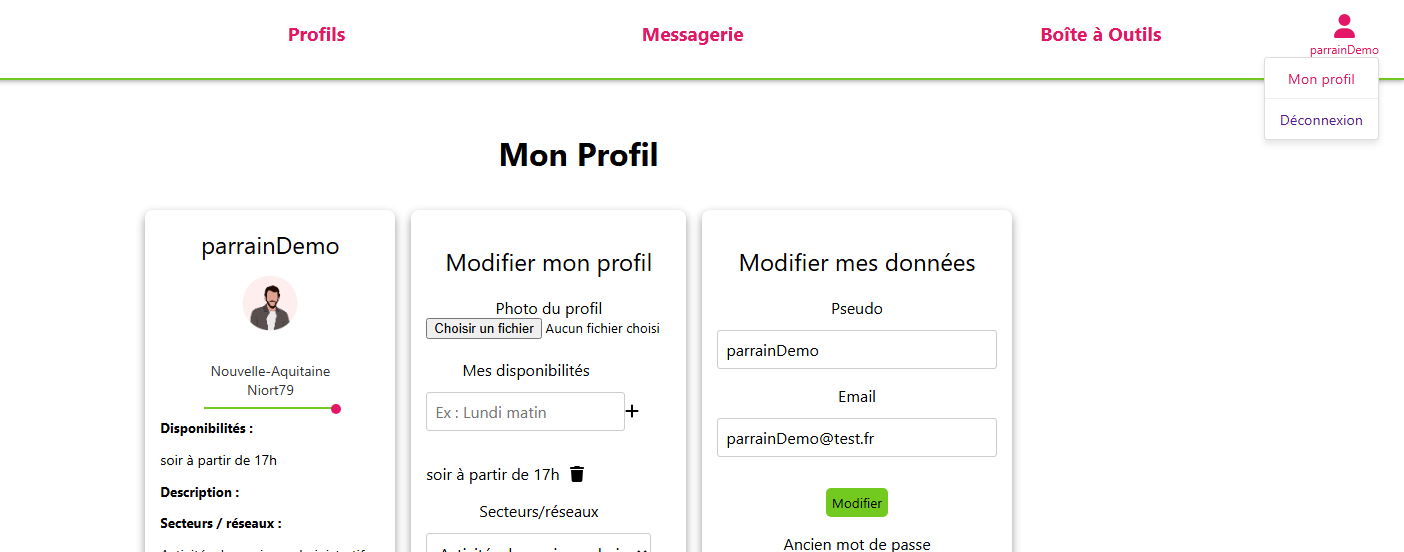 Profils
Messagerie
Boîte à Outils
parrainDemo
Mon profil
Déconnexion
Mon Profil
parrainDemo
Nouvelle-Aquitaine
Niort79
Disponibilités :
soir à partir de 17h
Description :
Secteurs / réseaux :
Modifier mon profil
Photo du profil
Choisir un fichier Aucun fichier choisi
Mes disponibilités
Ex : Lundi matin
soir à partir de 17h
Secteurs/réseaux
Modifier mes données
Pseudo
parrainDemo
Email
parrainDemo@test.fr
Modifier
Ancien mot de passe